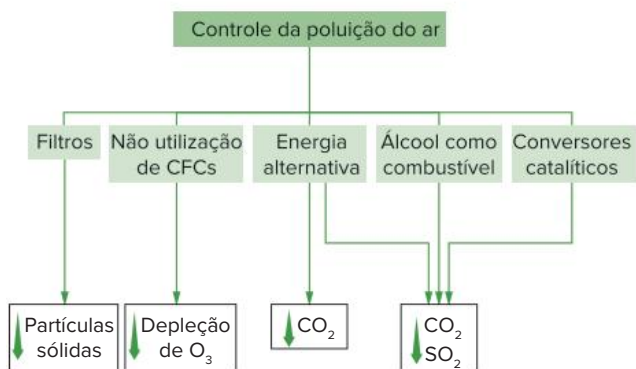 Controle da poluição do ar
Filtros
Não utilização
de CFCs
Energia
alternativa
Álcool como
combustível
Conversores
catalíticos
Partículas
sólidas
Depleção
de O₃
CO₂
CO₂
SO₂